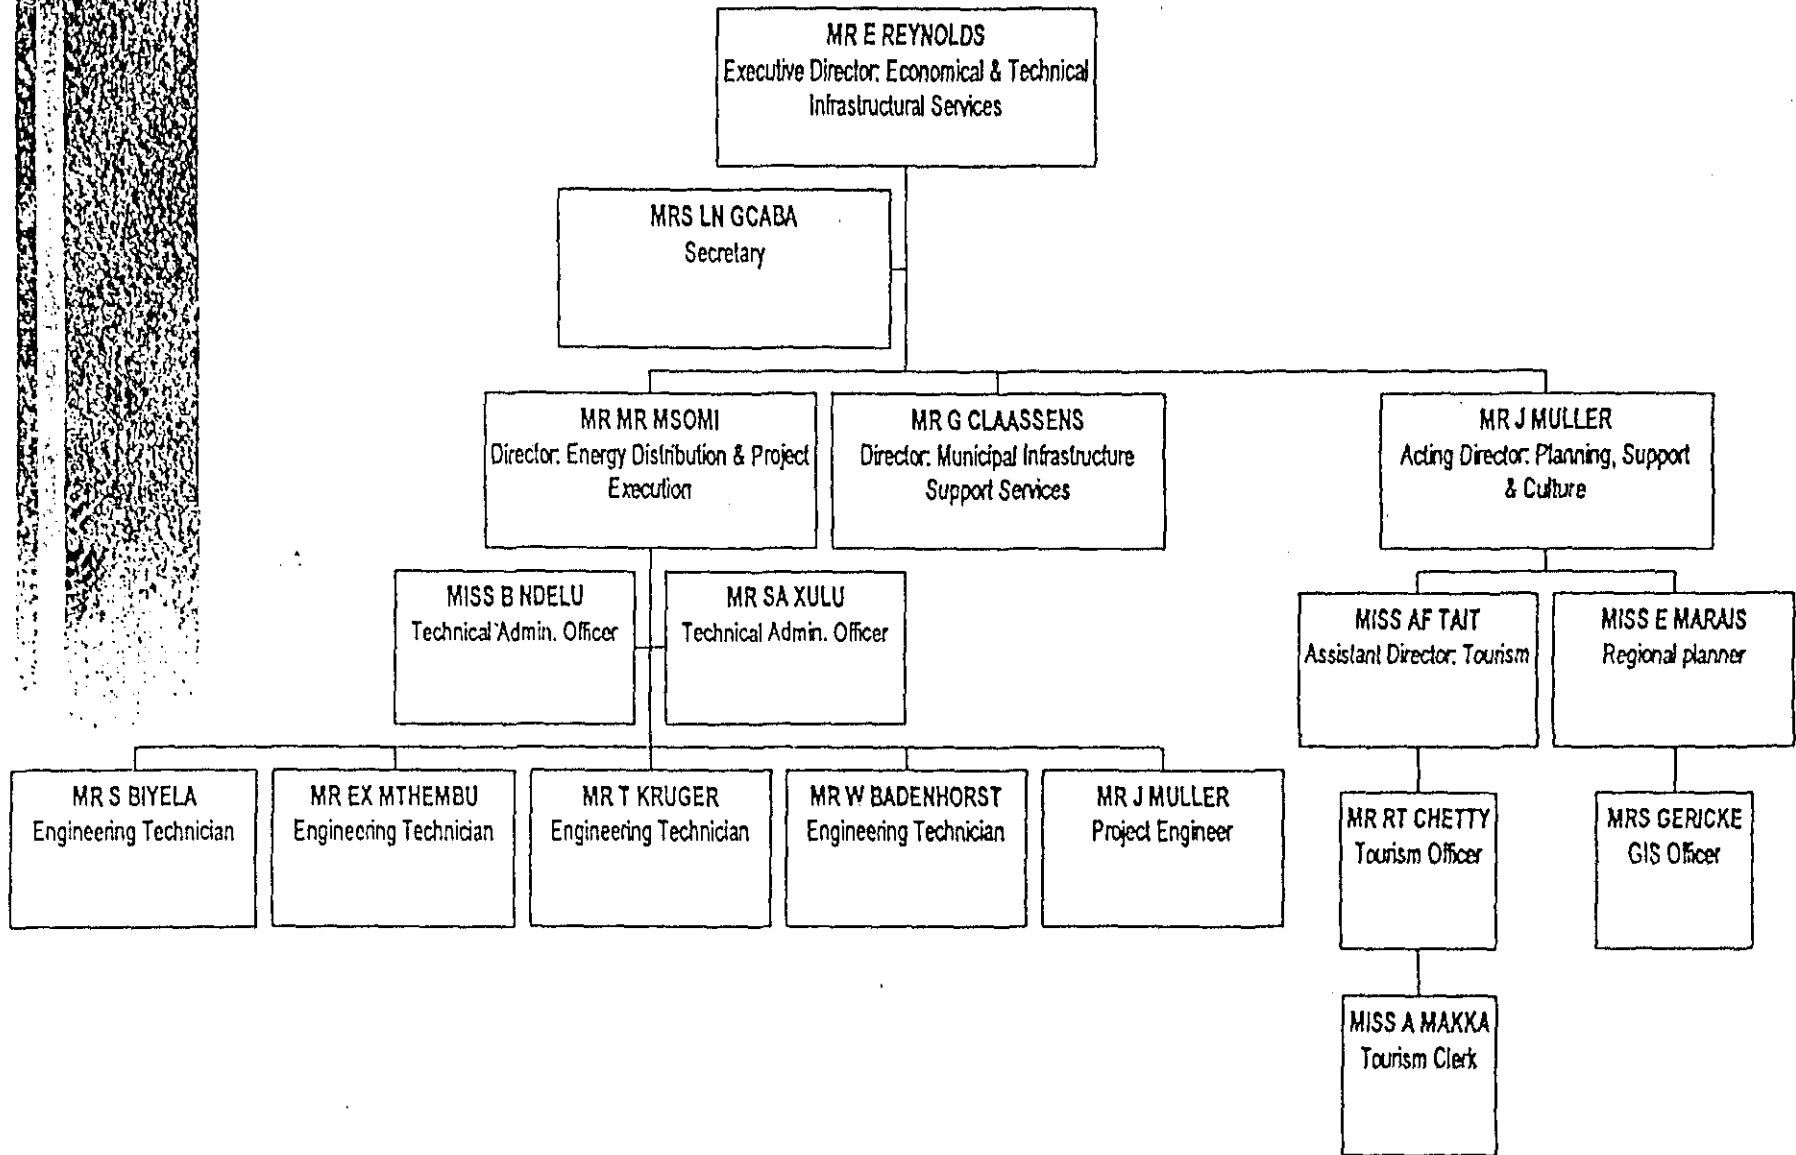 MR E REYNOLDS
Executive Director: Economical & Technical
Infrastructural Services
MRS LN GCABA
Secretary
MR MR MSOMI
Director: Energy Distribution & Project
Execution
MR G CLAASSENS
Director: Municipal Infrastructure
Support Services
MR J MULLER
Acting Director: Planning, Support
& Culture
MISS B NDELU
Technical Admin. Officer
MR SA XULU
Technical Admin. Officer
MISS AF TAIT
Assistant Director: Tourism
MISS E MARAIS
Regional planner
MR S BIYELA
Engineering Technician
MR EX MTHEMBU
Engineering Technician
MR T KRUGER
Engineering Technician
MR W BADENHORST
Engineering Technician
MR J MULLER
Project Engineer
MR RT CHETTY
Tourism Officer
MRS GERICKE
GIS Officer
MISS A MAKKA
Tourism Clerk